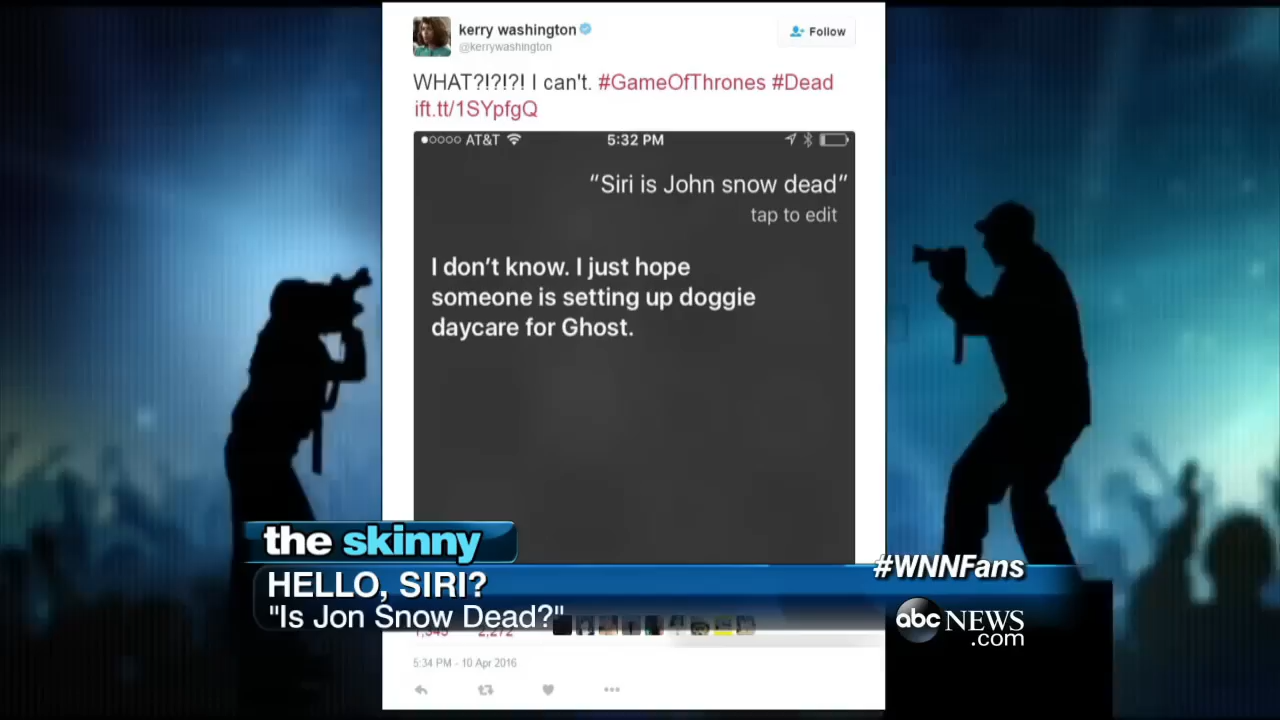 kerry washington
@kerrywashington
Follow
WHAT?!?!?! I can't. #GameOfThrones #Dead
ift.tt/1SYpfgQ
AT&T 5:32 PM
“Siri is John snow dead”
tap to edit
I don't know. I just hope
someone is setting up doggie
daycare for Ghost.
the skinny
HELLO, SIRI?
"Is Jon Snow Dead?"
#WNNFans
abc NEWS
.com
5:34 PM - 10 Apr 2016